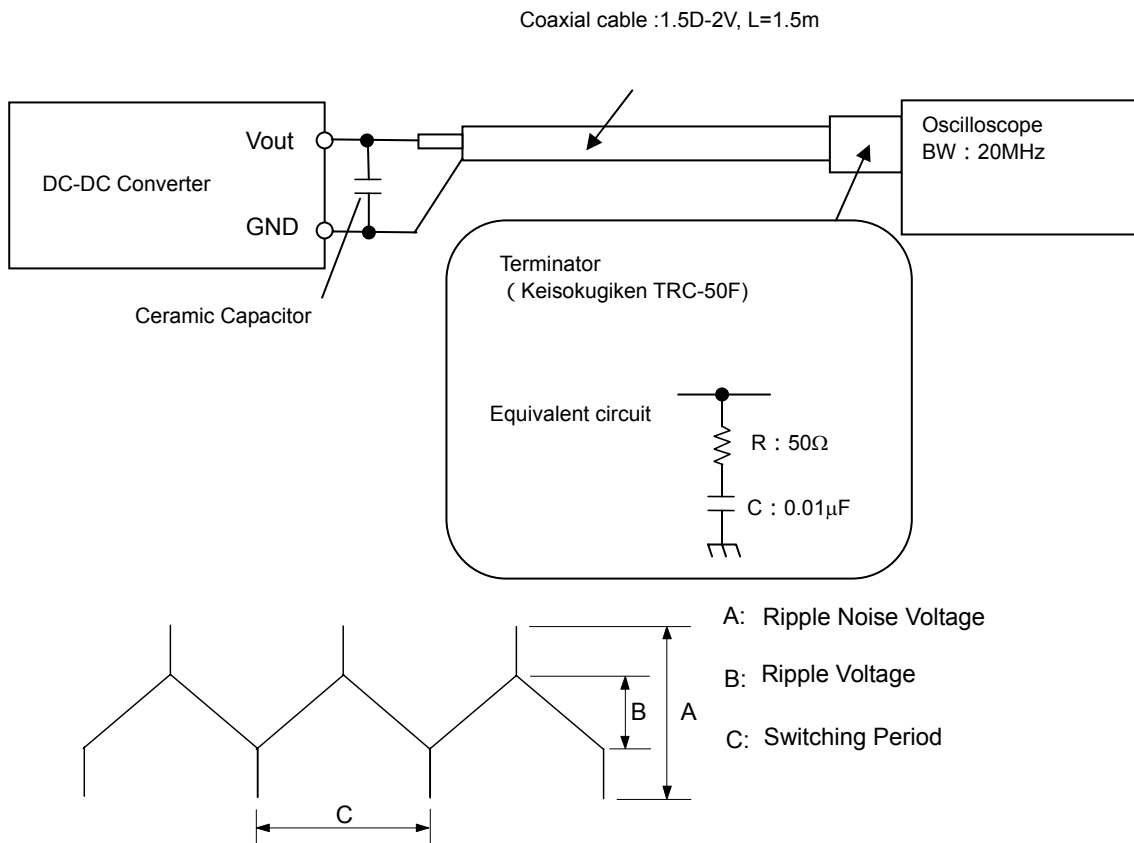 Coaxial cable :1.5D-2V, L=1.5m
Vout
DC-DC Converter
GND
Ceramic Capacitor
Oscilloscope
BW：20MHz
Terminator
（Keisokugiken TRC-50F)
Equivalent circuit
R：50Ω
C：0.01μF
A: Ripple Noise Voltage
B: Ripple Voltage
C: Switching Period
B
A
C